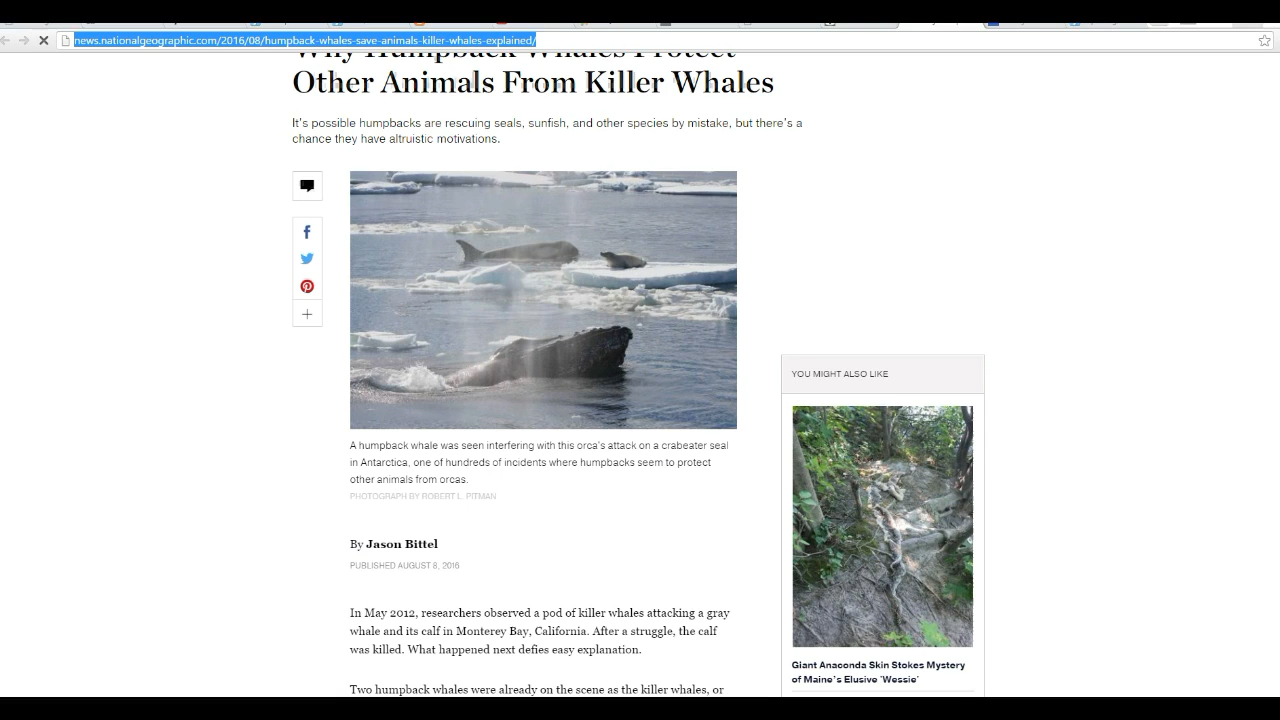 news.nationalgeographic.com/2016/08/humpback-whales-save-animals-killer-whales-explained/
Why Humpback Whales Protect
Other Animals From Killer Whales
It's possible humpbacks are rescuing seals, sunfish, and other species by mistake, but there's a
chance they have altruistic motivations.
A humpback whale was seen interfering with this orca's attack on a crabeater seal
in Antarctica, one of hundreds of incidents where humpbacks seem to protect
other animals from orcas.
PHOTOGRAPH BY ROBERT L. PITMAN
By Jason Bittel
PUBLISHED AUGUST 8, 2016
In May 2012, researchers observed a pod of killer whales attacking a gray
whale and its calf in Monterey Bay, California. After a struggle, the calf
was killed. What happened next defies easy explanation.
Two humpback whales were already on the scene as the killer whales, or
YOU MIGHT ALSO LIKE
Giant Anaconda Skin Stokes Mystery
of Maine's Elusive 'Wessie'